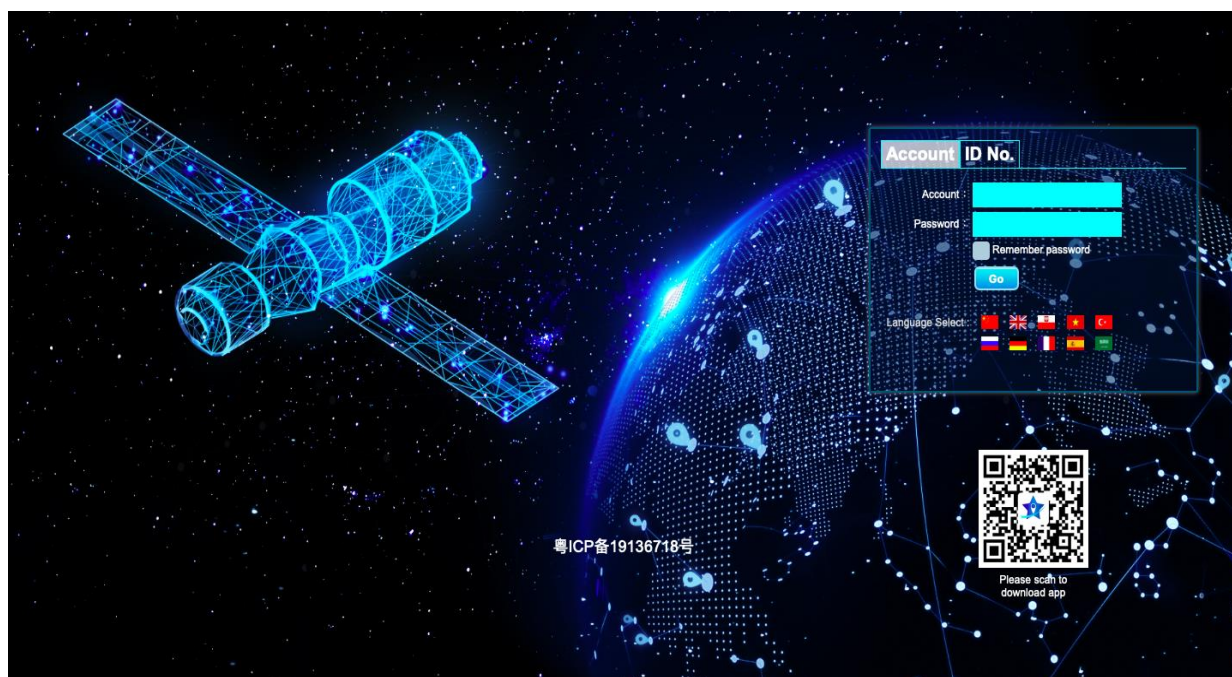 Account ID No.
Account :
Password :
Remember password
Go
Language Select :
粤ICP备19136718号
Please scan to
download app